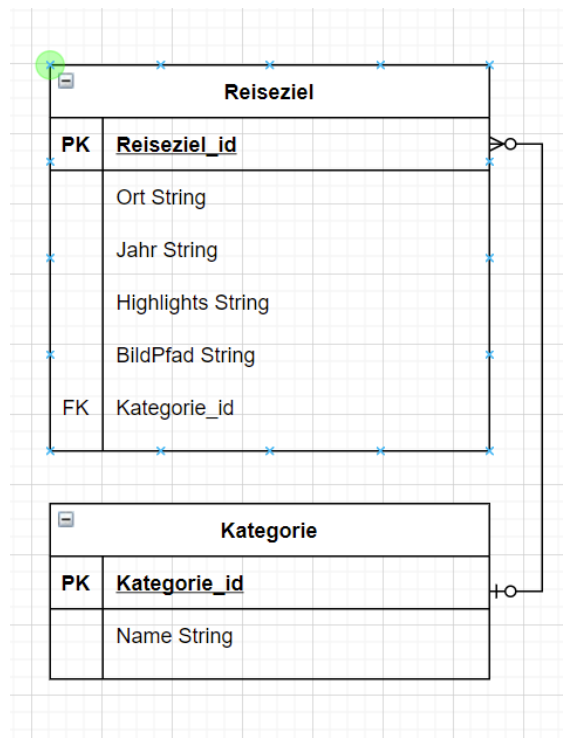 Reiseziel
PK Reiseziel_id
Ort String
Jahr String
Highlights String
BildPfad String
FK Kategorie_id
Kategorie
PK Kategorie_id
Name String